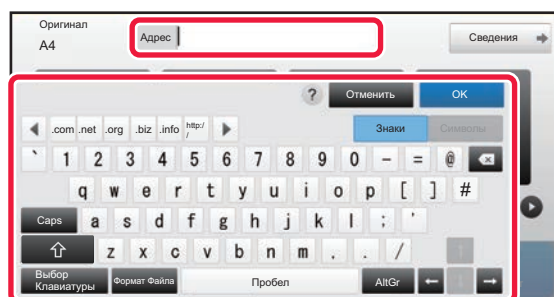 Оригинал
A4
Адрес
Сведения
? Отменить OK
.com .net .org .biz .info http:/
/
Знаки Символы
` 1 2 3 4 5 6 7 8 9 0 - = @
q w e r t y u i o p [ ] #
Caps a s d f g h j k l ; '
z x c v b n m . . /
Выбор
Клавиатуры
Формат Файла Пробел AltGr